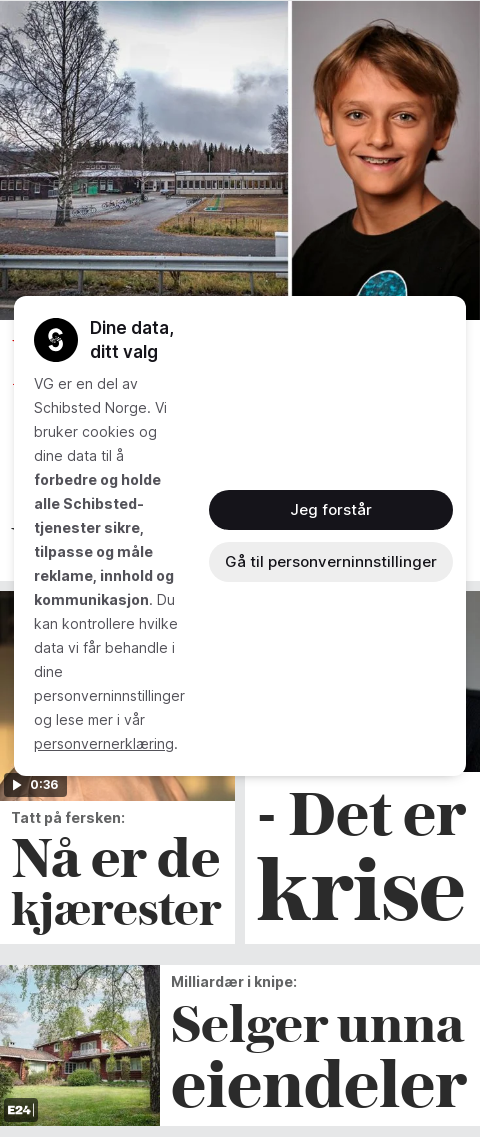 Dine data,
ditt valg
VG er en del av
Schibsted Norge. Vi
bruker cookies og
dine data til å
forbedre og holde
alle Schibsted-
tjenester sikre,
tilpasse og måle
reklame, innhold og
kommunikasjon. Du
kan kontrollere hvilke
data vi får behandle i
dine
personverninnstillinger
og lese mer i vår
personvernerklæring.
Jeg forstår
Gå til personverninnstillinger
0:36
Tatt på fersken:
Nå er de
kjærester
- Det er
krise
Milliardær i knipe:
Selger unna
eiendeler
E24